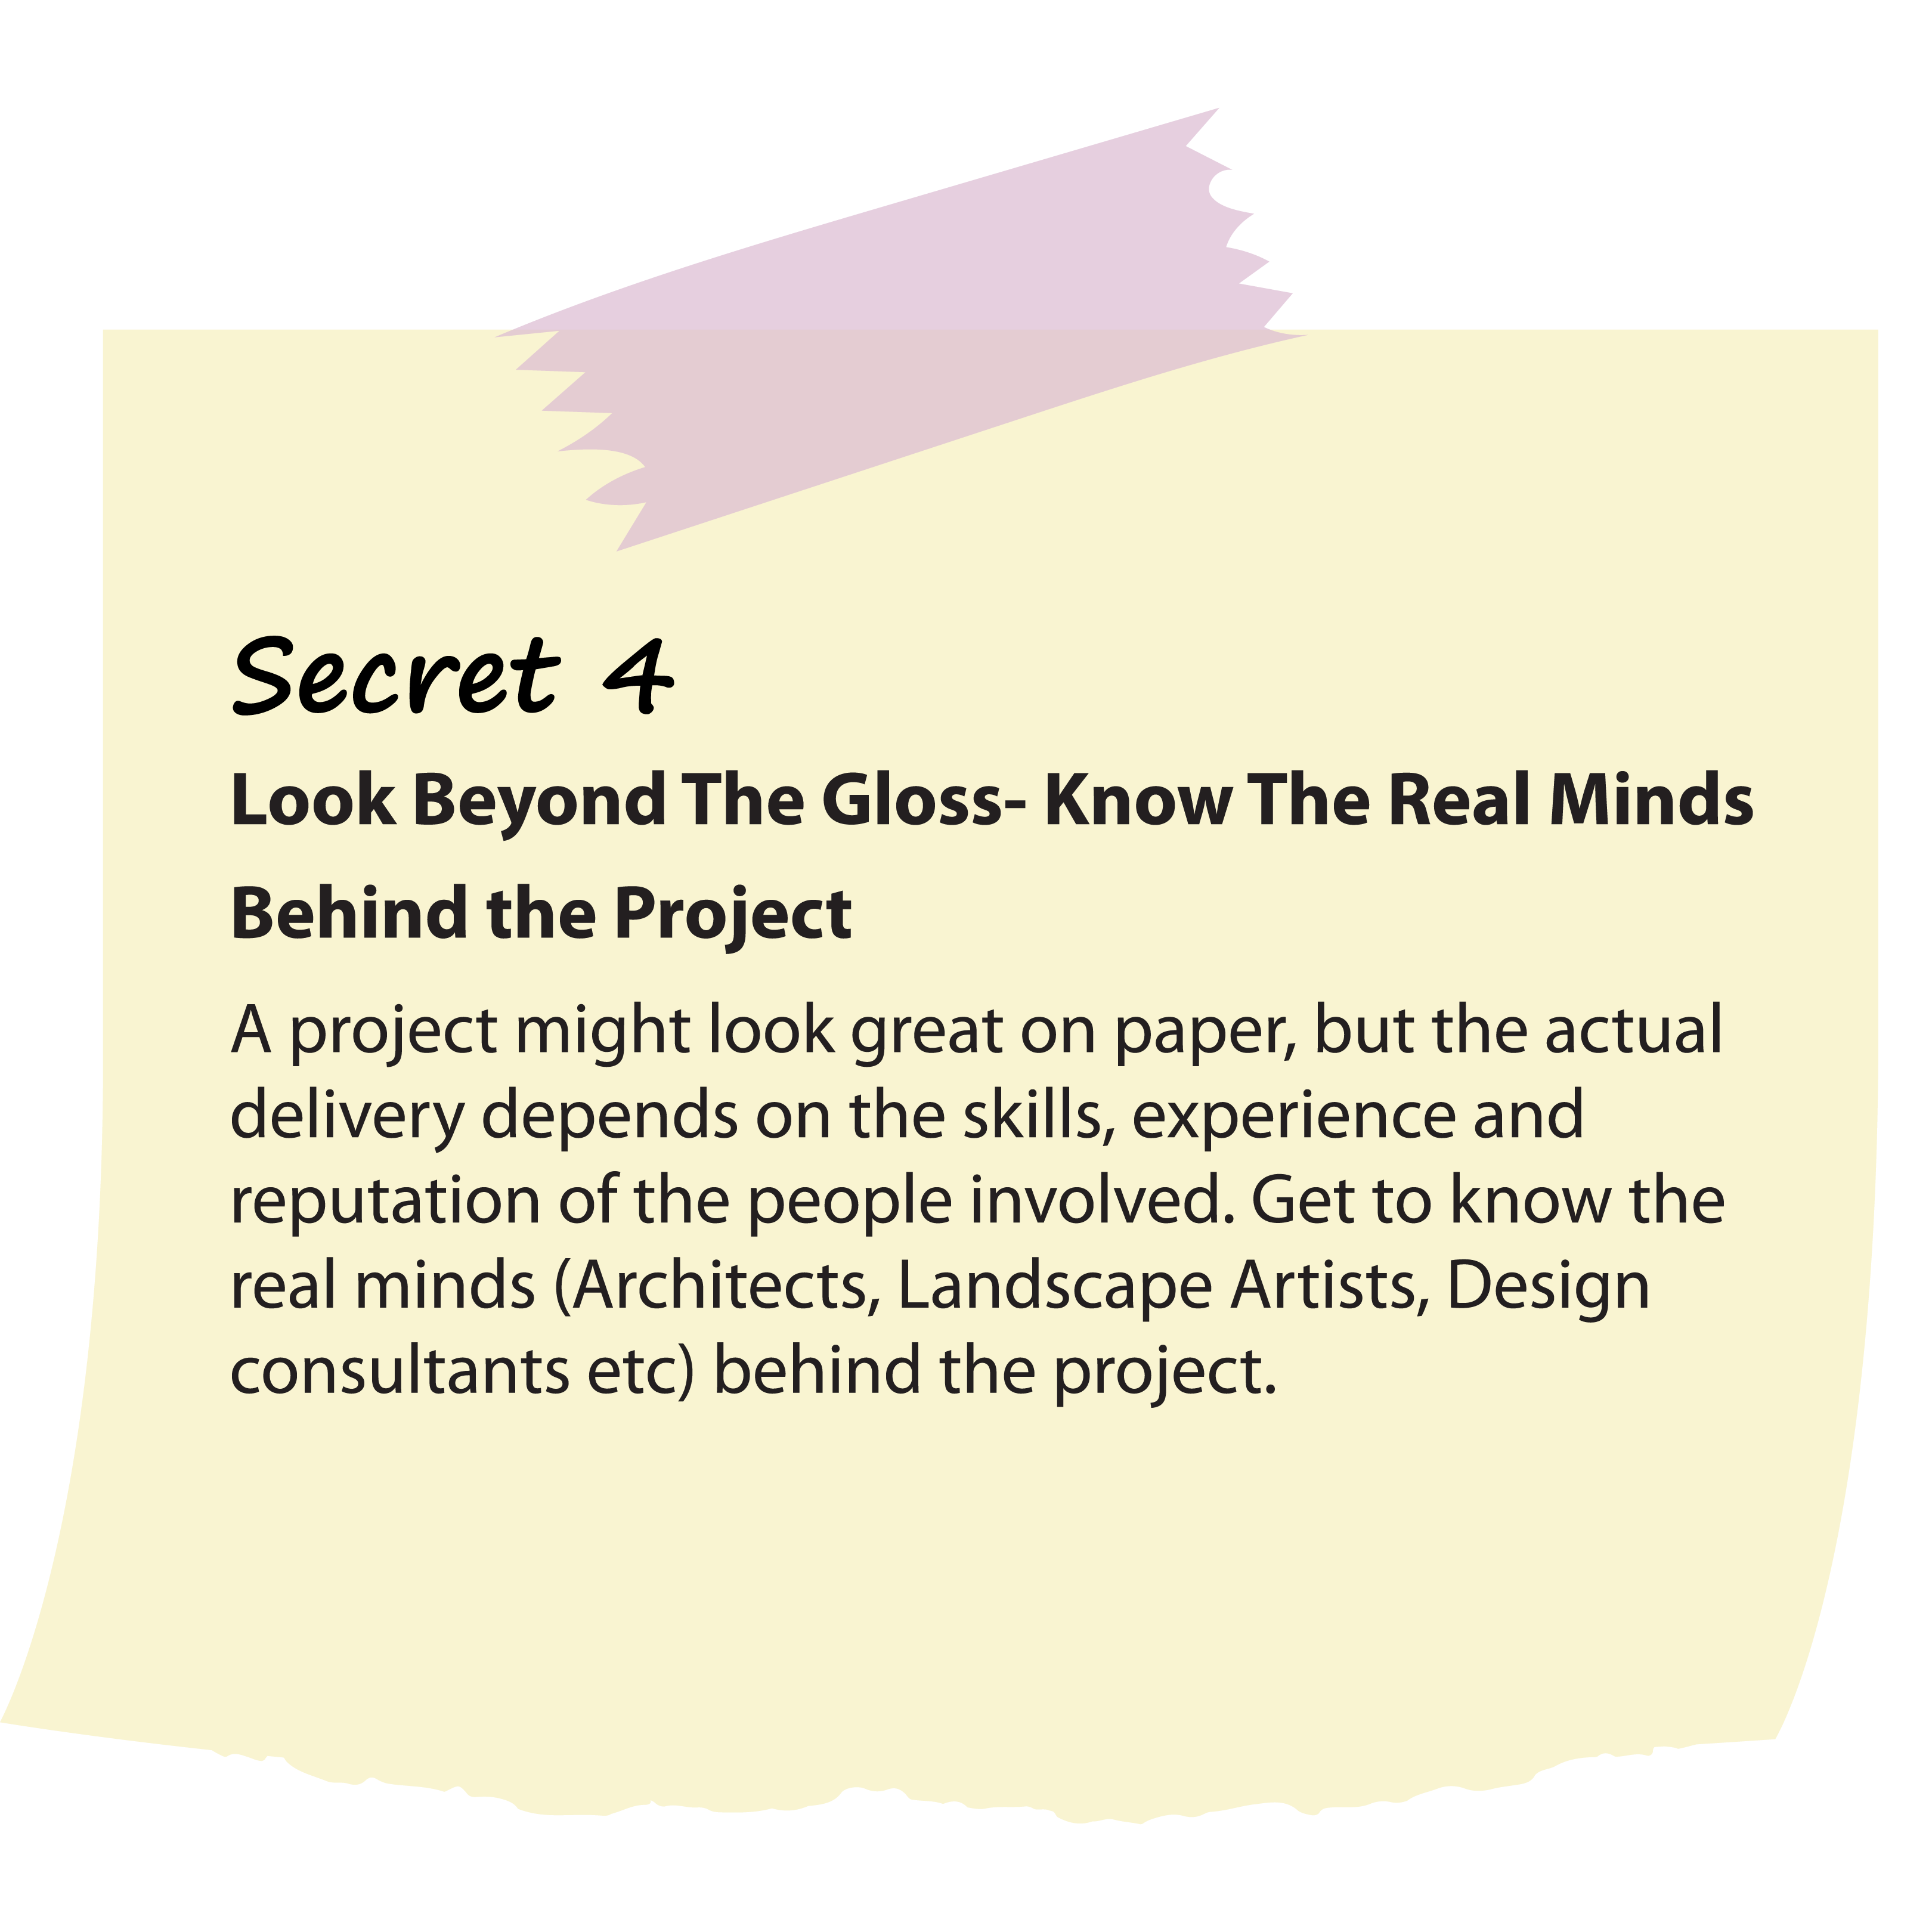 Secret 4
Look Beyond The Gloss- Know The Real Minds
Behind the Project
A project might look great on paper, but the actual
delivery depends on the skills, experience and
reputation of the people involved. Get to know the
real minds (Architects, Landscape Artists, Design
consultants etc) behind the project.